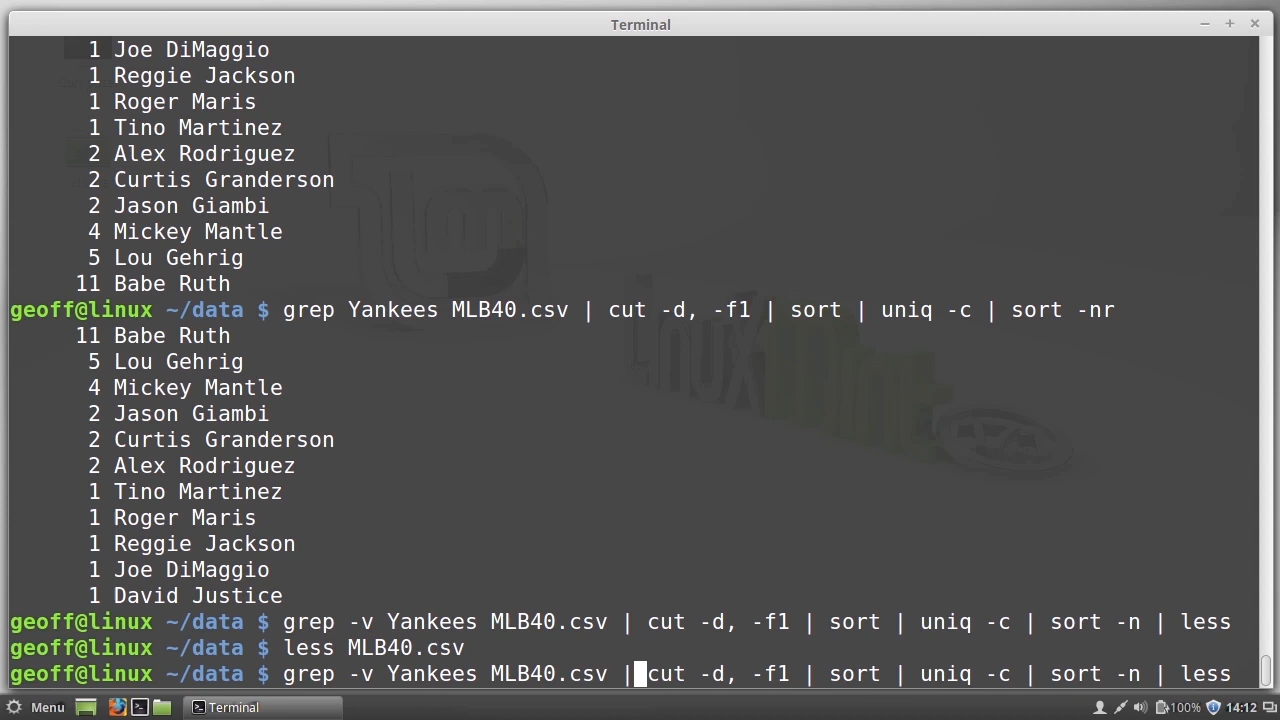 Terminal
1 Joe DiMaggio
1 Reggie Jackson
1 Roger Maris
1 Tino Martinez
2 Alex Rodriguez
2 Curtis Granderson
2 Jason Giambi
4 Mickey Mantle
5 Lou Gehrig
11 Babe Ruth
geoff@linux ~/data $ grep Yankees MLB40.csv | cut -d, -f1 | sort | uniq -c | sort -nr
11 Babe Ruth
5 Lou Gehrig
4 Mickey Mantle
2 Jason Giambi
2 Curtis Granderson
2 Alex Rodriguez
1 Tino Martinez
1 Roger Maris
1 Reggie Jackson
1 Joe DiMaggio
1 David Justice
geoff@linux ~/data $ grep -v Yankees MLB40.csv | cut -d, -f1 | sort | uniq -c | sort -n | less
geoff@linux ~/data $ less MLB40.csv
geoff@linux ~/data $ grep -v Yankees MLB40.csv | cut -d, -f1 | sort | uniq -c | sort -n | less
Menu Terminal 100% 14:12